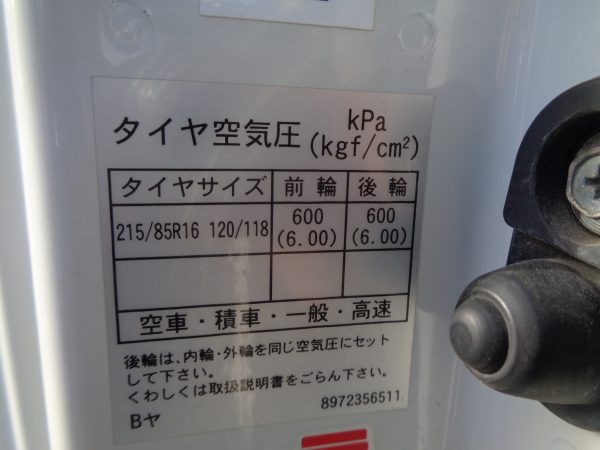 タイヤ空気圧 kPa
(kgf/cm²)
タイヤサイズ 前輪 後輪
215/85R16 120/118 600 600
(6.00) (6.00)
空車・積車・一般・高速
後輪は、内輪・外輪を同じ空気圧にセット
して下さい。
くわしくは取扱説明書をごらん下さい。
8972356511
Bヤ